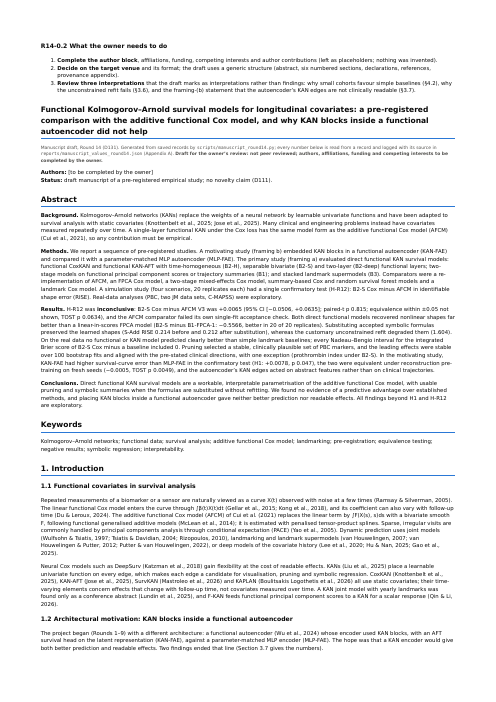 R14-0.2 What the owner needs to do
1. Complete the author block, affiliations, funding, competing interests and author contributions (left as placeholders; nothing was invented).
2. Decide on the target venue and its format; the draft uses a generic structure (abstract, six numbered sections, declarations, references,
provenance appendix).
3. Review three interpretations that the draft marks as interpretations rather than findings: why small cohorts favour simple baselines (§4.2), why
the unconstrained refit fails (§3.6), and the framing-(b) statement that the autoencoder's KAN edges are not clinically readable (§3.7).
Functional Kolmogorov–Arnold survival models for longitudinal covariates: a pre-registered
comparison with the additive functional Cox model, and why KAN blocks inside a functional
autoencoder did not help
Manuscript draft, Round 14 (D131). Generated from saved records by scripts/manuscript_round14.py; every number below is read from a record and tagged with its source in
reports/manuscript_values_round14.json (Appendix A). Draft for the owner's review: not peer reviewed; authors, affiliations, funding and competing interests to be
completed by the owner.
Authors: [to be completed by the owner]
Status: draft manuscript of a pre-registered empirical study; no novelty claim (D111).
Abstract
Background. Kolmogorov–Arnold networks (KANs) replace the weights of a neural network by learnable univariate functions and have been adapted to
survival analysis with static covariates (Knottenbelt et al. 2025; Jose et al. 2025). Many clinical and engineering problems instead have covariates
measured repeatedly over time. A single-layer functional KAN under the Cox loss has the same model form as the additive functional Cox model (AFCM)
(Cui et al., 2021), so any contribution must be empirical.
Methods. We report a sequence of pre-registered studies. A motivating study (framing b) embedded KAN blocks in a functional autoencoder (KAN-FAE)
and compared it with a parameter-matched MLP autoencoder (MLP-FAE). The primary study (framing a) evaluated direct functional KAN survival models:
functional CoxKAN and functional KAN-AFT with time-homogeneous (B2-H), separable bivariate (B2-S) and two-layer (B2-deep) functional layers; two-stage
models on functional principal component scores or trajectory summaries (B1); and stacked landmark supermodels (B3). Comparators were a re-
implementation of AFCM, an FPCA Cox model, a two-stage mixed-effects Cox model, summary-based Cox and random survival forest models and a
landmark Cox model. A simulation study (four scenarios, 20 replicates each) had a single confirmatory test (H-R12): B2-S Cox minus AFCM in identifiable
shape error (RISE). Real-data analyses (PBC, two JM data sets, C-MAPSS) were exploratory.
Results. H-R12 was inconclusive: B2-S Cox minus AFCM V3 was +0.0065 (95% CI [−0.0506, +0.0635]; paired-t p 0.815; equivalence within ±0.05 not
shown, TOST p 0.0634), and the AFCM comparator failed its own single-fit acceptance check. Both functional models recovered nonlinear shapes far
better than a linear-in-scores FPCA model (B2-S minus B1-FPCA-1: −0.5566, better in 20 of 20 replicates). Substituting accepted symbolic formulas
preserved the learned shapes (S-Add RISE 0.214 before and 0.212 after substitution), whereas the customary unconstrained refit degraded them (1.604).
On the real data no functional or KAN model predicted clearly better than simple landmark baselines; every Nadeau-Bengio interval for the integrated
Brier score of B2-S Cox minus a baseline included 0. Pruning selected a stable, clinically plausible set of PBC markers, and the leading effects were stable
over 100 bootstrap fits and aligned with the pre-stated clinical directions, with one exception (prothrombin index under B2-S). In the motivating study,
KAN-FAE had higher survival-curve error than MLP-FAE in the confirmatory test (H1: +0.0078, p 0.047), the two were equivalent under reconstruction pre-
training on fresh seeds (−0.0005, TOST p 0.0049), and the autoencoder's KAN edges acted on abstract features rather than on clinical trajectories.
Conclusions. Direct functional KAN survival models are a workable, interpretable parametrisation of the additive functional Cox model, with usable
pruning and symbolic summaries when the formulas are substituted without refitting. We found no evidence of a predictive advantage over established
methods, and placing KAN blocks inside a functional autoencoder gave neither better prediction nor readable effects. All findings beyond H1 and H-R12
are exploratory.
Keywords
Kolmogorov–Arnold networks; functional data; survival analysis; additive functional Cox model; landmarking; pre-registration; equivalence testing;
negative results; symbolic regression; interpretability.
1. Introduction
1.1 Functional covariates in survival analysis
Repeated measurements of a biomarker or a sensor are naturally viewed as a curve X(t) observed with noise at a few times (Ramsay & Silverman, 2005).
The linear functional Cox model enters the curve through ∫β(t)X(t)dt (Gellar et al., 2015; Kong et al., 2018), and its coefficient can also vary with follow-up
time (Du & Leroux, 2024). The additive functional Cox model (AFCM) of Cui et al. (2021) replaces the linear term by ∫F(X(s), s)ds with a bivariate smooth
F, following functional generalised additive models (McLean et al., 2014); it is estimated with penalised tensor-product splines. Sparse, irregular visits are
commonly handled by principal components analysis through conditional expectation (PACE) (Yao et al., 2005). Dynamic prediction uses joint models
(Wulfsohn & Tsiatis, 1997; Tsiatis & Davidian, 2004; Rizopoulos, 2010), landmarking and landmark supermodels (van Houwelingen, 2007; van
Houwelingen & Putter, 2012; Putter & van Houwelingen, 2022), or deep models of the covariate history (Lee et al., 2020; Hu & Nan, 2025; Gao et al.,
2025).
Neural Cox models such as DeepSurv (Katzman et al., 2018) gain flexibility at the cost of readable effects. KANs (Liu et al., 2025) place a learnable
univariate function on every edge, which makes each edge a candidate for visualisation, pruning and symbolic regression. CoxKAN (Knottenbelt et al.,
2025), KAN-AFT (Jose et al., 2025), SurvKAN (Mastroleo et al., 2026) and KAPLAN (Boutsikas Logothetis et al., 2026) all use static covariates; their time-
varying elements concern effects that change with follow-up time, not covariates measured over time. A KAN joint model with yearly landmarks was
found only as a conference abstract (Lundin et al., 2025), and F-KAN feeds functional principal component scores to a KAN for a scalar response (Qin & Li,
2026).
1.2 Architectural motivation: KAN blocks inside a functional autoencoder
The project began (Rounds 1–9) with a different architecture: a functional autoencoder (Wu et al., 2024) whose encoder used KAN blocks, with an AFT
survival head on the latent representation (KAN-FAE), against a parameter-matched MLP encoder (MLP-FAE). The hope was that a KAN encoder would give
both better prediction and readable effects. Two findings ended that line (Section 3.7 gives the numbers).